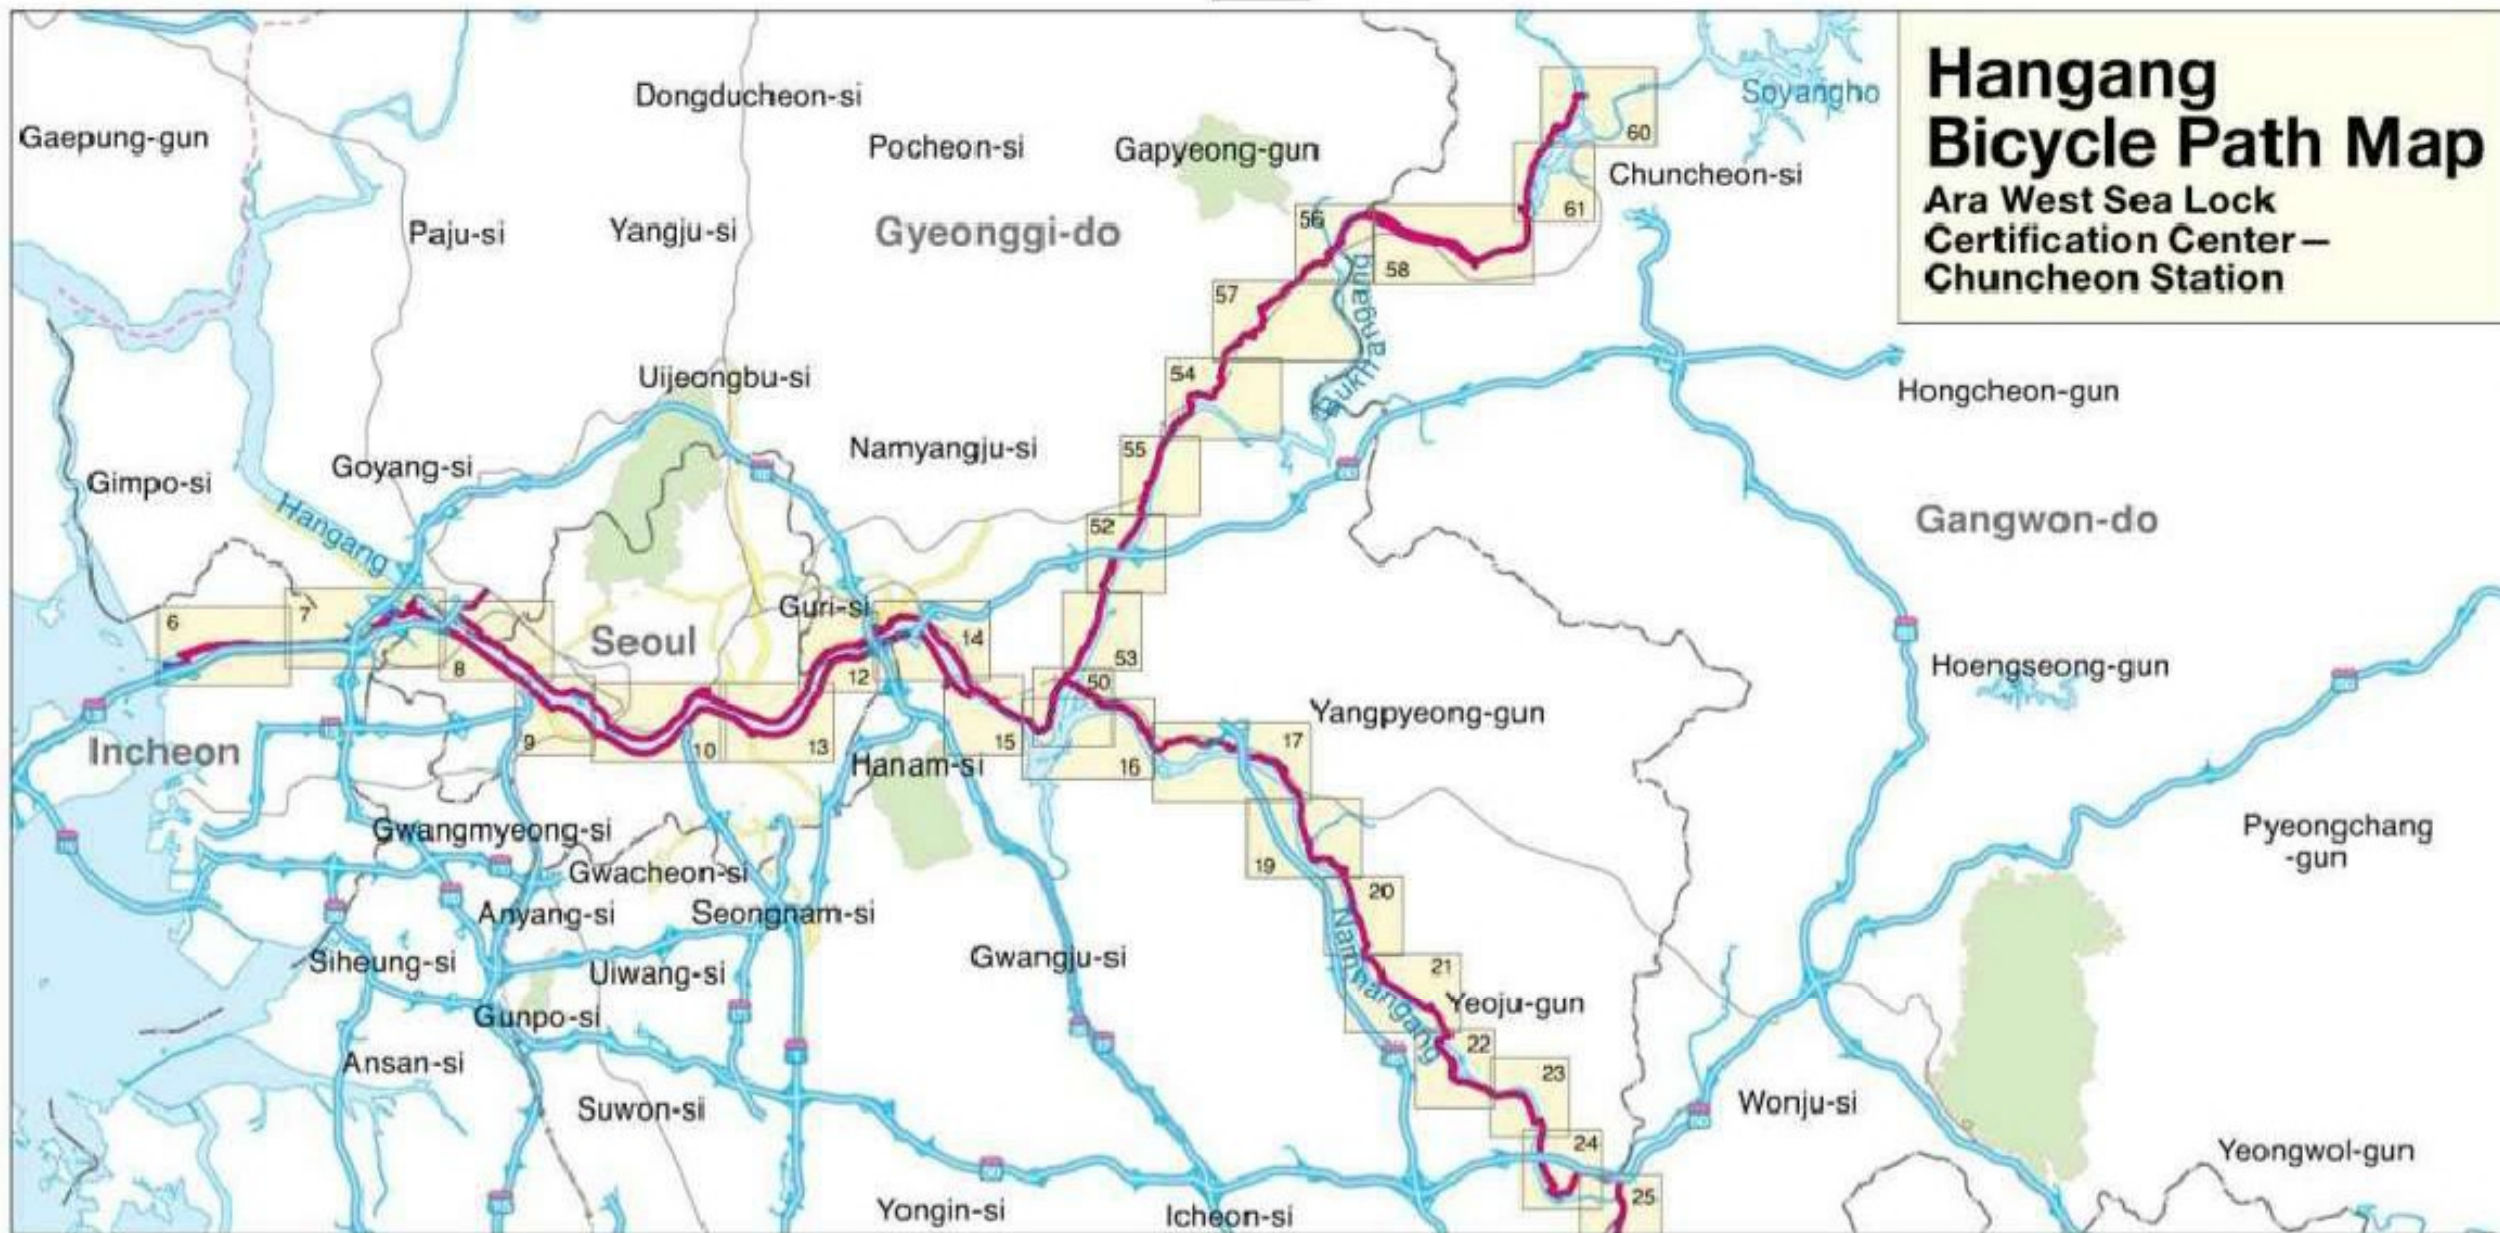 Hangang
Bicycle Path Map
Ara West Sea Lock
Certification Center—
Chuncheon Station
Soyangho
Dongducheon-si
Gaepung-gun
Pocheon-si
Gapyeong-gun
60
Chuncheon-si
61
Paju-si
Yangju-si
Gyeonggi-do
56
58
57
Bukhangang
54
Uijeongbu-si
Hongcheon-gun
55
Namyangju-si
Goyang-si
Gimpo-si
Hangang
52
Gangwon-do
6
7
Guri-si
Seoul
14
8
12
53
50
Hoengseong-gun
Yangpyeong-gun
Incheon
9
10
13
15
16
17
Hanam-si
Gwangmyeong-si
Pyeongchang
-gun
Gwacheon-si
19
20
Anyang-si
Seongnam-si
Namhangang
Siheung-si
Uiwang-si
Gwangju-si
21
Yeoju-gun
Gunpo-si
22
Ansan-si
23
Suwon-si
Wonju-si
24
Yeongwol-gun
25
Yongin-si
Icheon-si